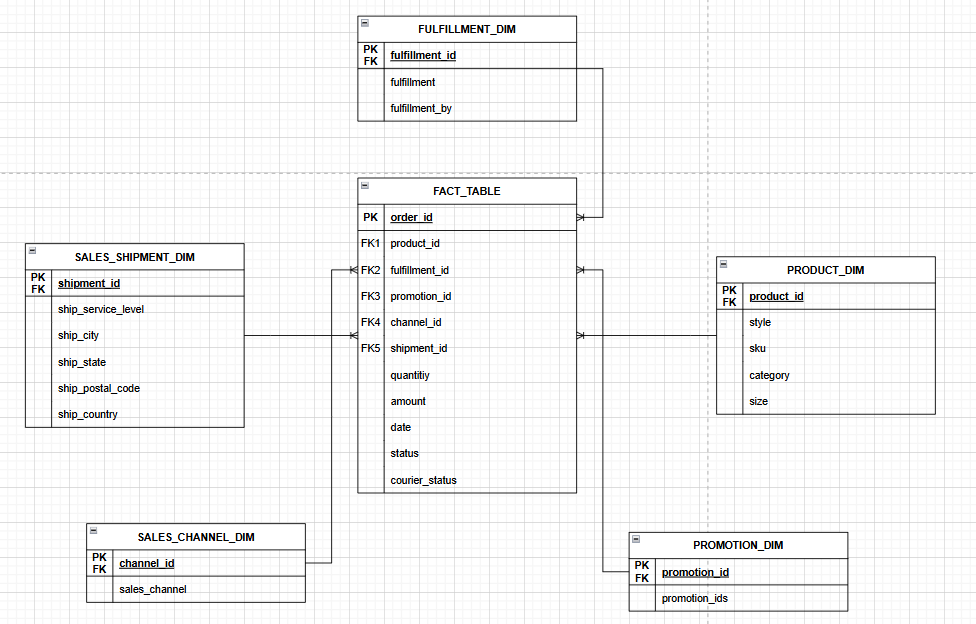 FULFILLMENT_DIM
PK
FK
fulfillment_id
fulfillment
fulfillment_by
FACT_TABLE
PK order_id
FK1 product_id
FK2 fulfillment_id
FK3 promotion_id
FK4 channel_id
FK5 shipment_id
quantitiy
amount
date
status
courier_status
SALES_SHIPMENT_DIM
PK
FK
shipment_id
ship_service_level
ship_city
ship_state
ship_postal_code
ship_country
PRODUCT_DIM
PK
FK
product_id
style
sku
category
size
SALES_CHANNEL_DIM
PK
FK
channel_id
sales_channel
PROMOTION_DIM
PK
FK
promotion_id
promotion_ids